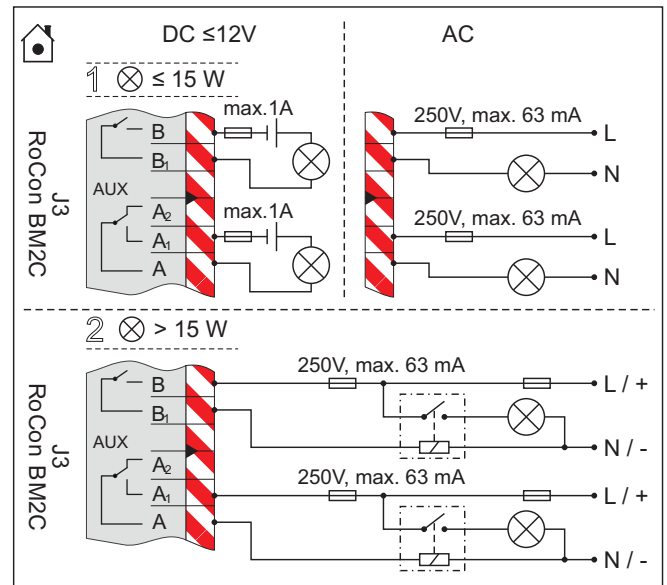 DC ≤12V
AC
1 ≤ 15 W
J3
RoCon BM2C
AUX
B
B1
A2
A1
A
max.1A
max.1A
250V, max. 63 mA
L
N
250V, max. 63 mA
L
N
2 > 15 W
J3
RoCon BM2C
AUX
B
B1
A2
A1
A
250V, max. 63 mA
L / +
N / -
250V, max. 63 mA
L / +
N / -